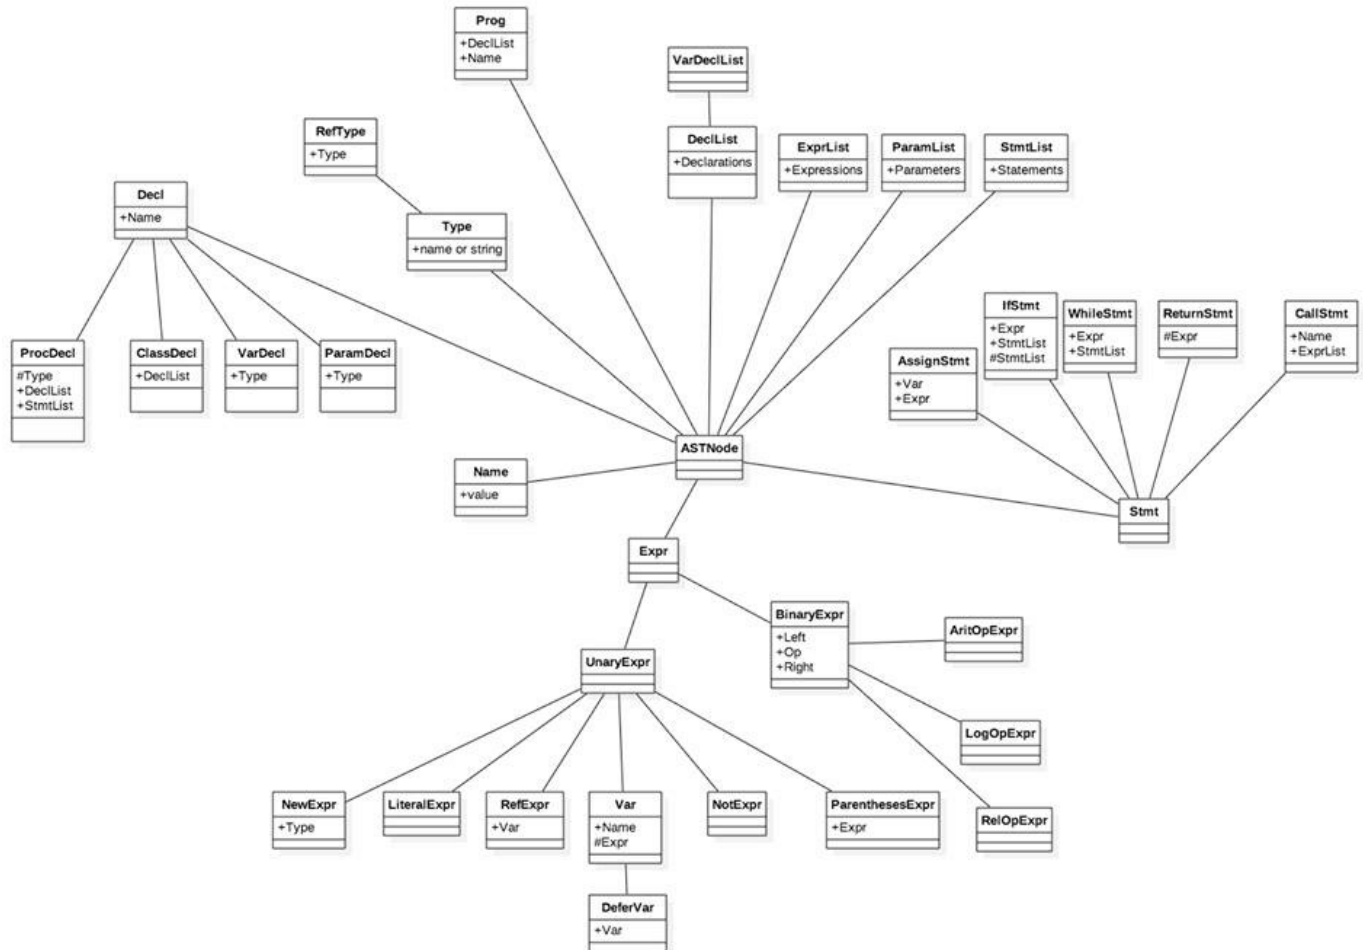 Prog
+DeclList
+Name
VarDeclList
RefType
+Type
DeclList
+Declarations
ExprList
+Expressions
ParamList
+Parameters
StmtList
+Statements
Decl
+Name
Type
+name or string
IfStmt
+Expr
+StmtList
#StmtList
WhileStmt
+Expr
+StmtList
ReturnStmt
#Expr
CallStmt
+Name
+ExprList
ProcDecl
#Type
+DeclList
+StmtList
ClassDecl
+DeclList
VarDecl
+Type
ParamDecl
+Type
AssignStmt
+Var
+Expr
ASTNode
Name
+value
Stmt
Expr
BinaryExpr
+Left
+Op
+Right
AritOpExpr
UnaryExpr
LogOpExpr
NewExpr
+Type
LiteralExpr
RefExpr
+Var
Var
+Name
#Expr
NotExpr
ParenthesesExpr
+Expr
RelOpExpr
DeferVar
+Var